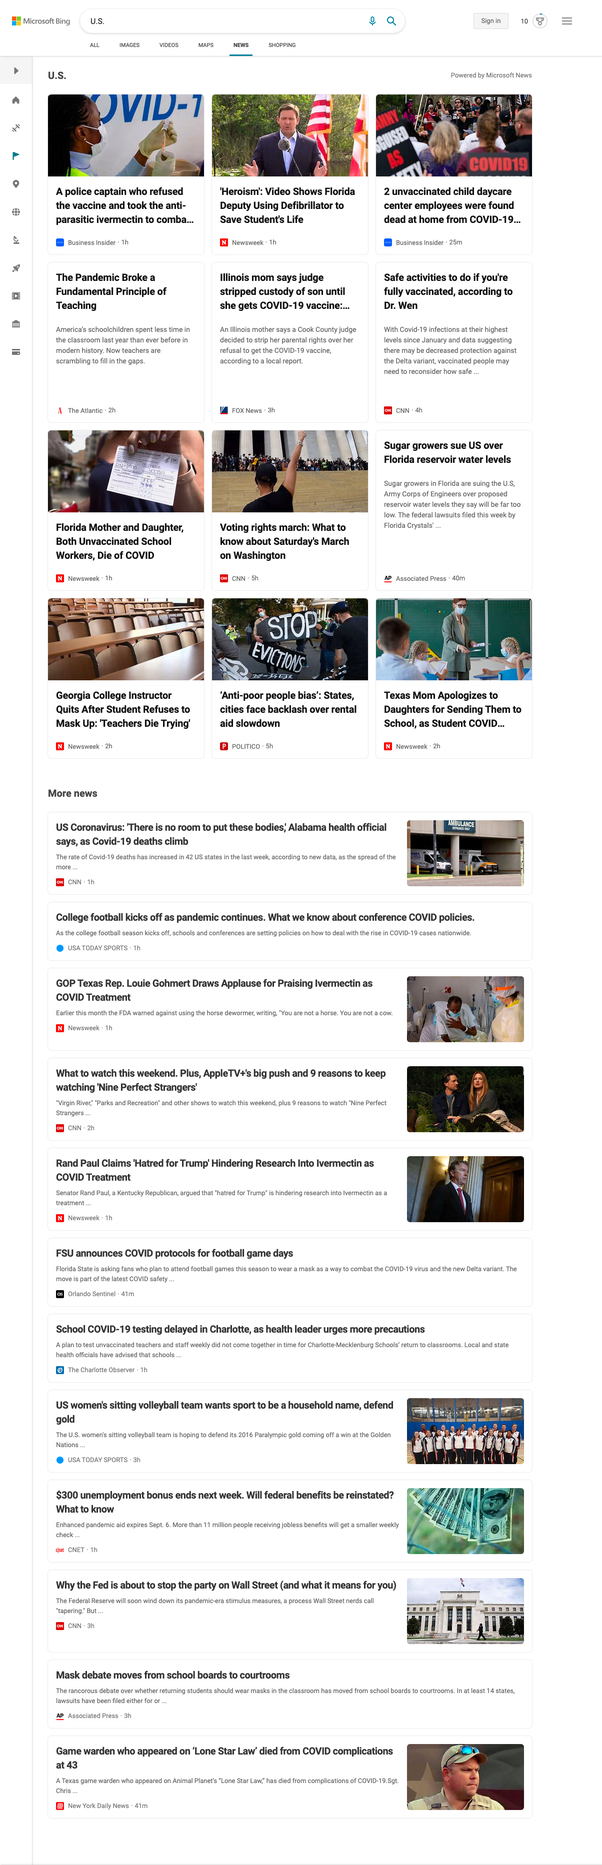 Microsoft Bing
U.S.
Sign in
10
ALL IMAGES VIDEOS MAPS NEWS SHOPPING
U.S.
Powered by Microsoft News
OVID-1
A police captain who refused
the vaccine and took the anti-
parasitic ivermectin to comba...
Business Insider · 1h
'Heroism': Video Shows Florida
Deputy Using Defibrillator to
Save Student's Life
Newsweek · 1h
COVID19
2 unvaccinated child daycare
center employees were found
dead at home from COVID-19...
Business Insider · 25m
The Pandemic Broke a
Fundamental Principle of
Teaching
America's schoolchildren spent less time in
the classroom last year than ever before in
modern history. Now teachers are
scrambling to fill in the gaps.
The Atlantic · 2h
Illinois mom says judge
stripped custody of son until
she gets COVID-19 vaccine:...
An Illinois mother says a Cook County judge
decided to strip her parental rights over her
refusal to get the COVID-19 vaccine,
according to a local report.
FOX News · 3h
Safe activities to do if you're
fully vaccinated, according to
Dr. Wen
With Covid-19 infections at their highest
levels since January and data suggesting
there may be decreased protection against
the Delta variant, vaccinated people may
need to reconsider how safe ...
CNN · 4h
Florida Mother and Daughter,
Both Unvaccinated School
Workers, Die of COVID
Newsweek · 1h
Voting rights march: What to
know about Saturday's March
on Washington
CNN · 5h
Sugar growers sue US over
Florida reservoir water levels
Sugar growers in Florida are suing the U.S,
Army Corps of Engineers over proposed
reservoir water levels they say will be far too
low. The federal lawsuits filed this week by
Florida Crystals' ...
AP Associated Press · 40m
Georgia College Instructor
Quits After Student Refuses to
Mask Up: 'Teachers Die Trying'
Newsweek · 2h
STOP
EVICTIONS
'Anti-poor people bias': States,
cities face backlash over rental
aid slowdown
POLITICO · 5h
Texas Mom Apologizes to
Daughters for Sending Them to
School, as Student COVID...
Newsweek · 2h
More news
US Coronavirus: 'There is no room to put these bodies,' Alabama health official
says, as Covid-19 deaths climb
The rate of Covid-19 deaths has increased in 42 US states in the last week, according to new data, as the spread of the
more ...
CNN · 1h
AMBULANCE
College football kicks off as pandemic continues. What we know about conference COVID policies.
As the college football season kicks off, schools and conferences are setting policies on how to deal with the rise in COVID-19 cases nationwide.
USA TODAY SPORTS · 1h
GOP Texas Rep. Louie Gohmert Draws Applause for Praising Ivermectin as
COVID Treatment
Earlier this month the FDA warned against using the horse dewormer, writing, "You are not a horse. You are not a cow.
Newsweek · 1h
What to watch this weekend. Plus, AppleTV+'s big push and 9 reasons to keep
watching 'Nine Perfect Strangers'
"Virgin River," "Parks and Recreation" and other shows to watch this weekend, plus 9 reasons to watch "Nine Perfect
Strangers ...
CNN · 2h
Rand Paul Claims 'Hatred for Trump' Hindering Research Into Ivermectin as
COVID Treatment
Senator Rand Paul, a Kentucky Republican, argued that "hatred for Trump" is hindering research into Ivermectin as a
treatment ...
Newsweek · 1h
FSU announces COVID protocols for football game days
Florida State is asking fans who plan to attend football games this season to wear a mask as a way to combat the COVID-19 virus and the new Delta variant. The
move is part of the latest COVID safety ...
Orlando Sentinel · 41m
School COVID-19 testing delayed in Charlotte, as health leader urges more precautions
A plan to test unvaccinated teachers and staff weekly did not come together in time for Charlotte-Mecklenburg Schools' return to classrooms. Local and state
health officials have advised that schools ...
The Charlotte Observer · 1h
US women's sitting volleyball team wants sport to be a household name, defend
gold
The U.S. women's sitting volleyball team is hoping to defend its 2016 Paralympic gold coming off a win at the Golden
Nations ...
USA TODAY SPORTS · 3h
$300 unemployment bonus ends next week. Will federal benefits be reinstated?
What to know
Enhanced pandemic aid expires Sept. 6. More than 11 million people receiving jobless benefits will get a smaller weekly
check ...
CNET · 1h
Why the Fed is about to stop the party on Wall Street (and what it means for you)
The Federal Reserve will soon wind down its pandemic-era stimulus measures, a process Wall Street nerds call
"tapering." But ...
CNN · 3h
Mask debate moves from school boards to courtrooms
The rancorous debate over whether returning students should wear masks in the classroom has moved from school boards to courtrooms. In at least 14 states,
lawsuits have been filed either for or ...
AP Associated Press · 3h
Game warden who appeared on 'Lone Star Law' died from COVID complications
at 43
A Texas game warden who appeared on Animal Planet's "Lone Star Law," has died from complications of COVID-19.Sgt.
Chris ...
New York Daily News · 41m